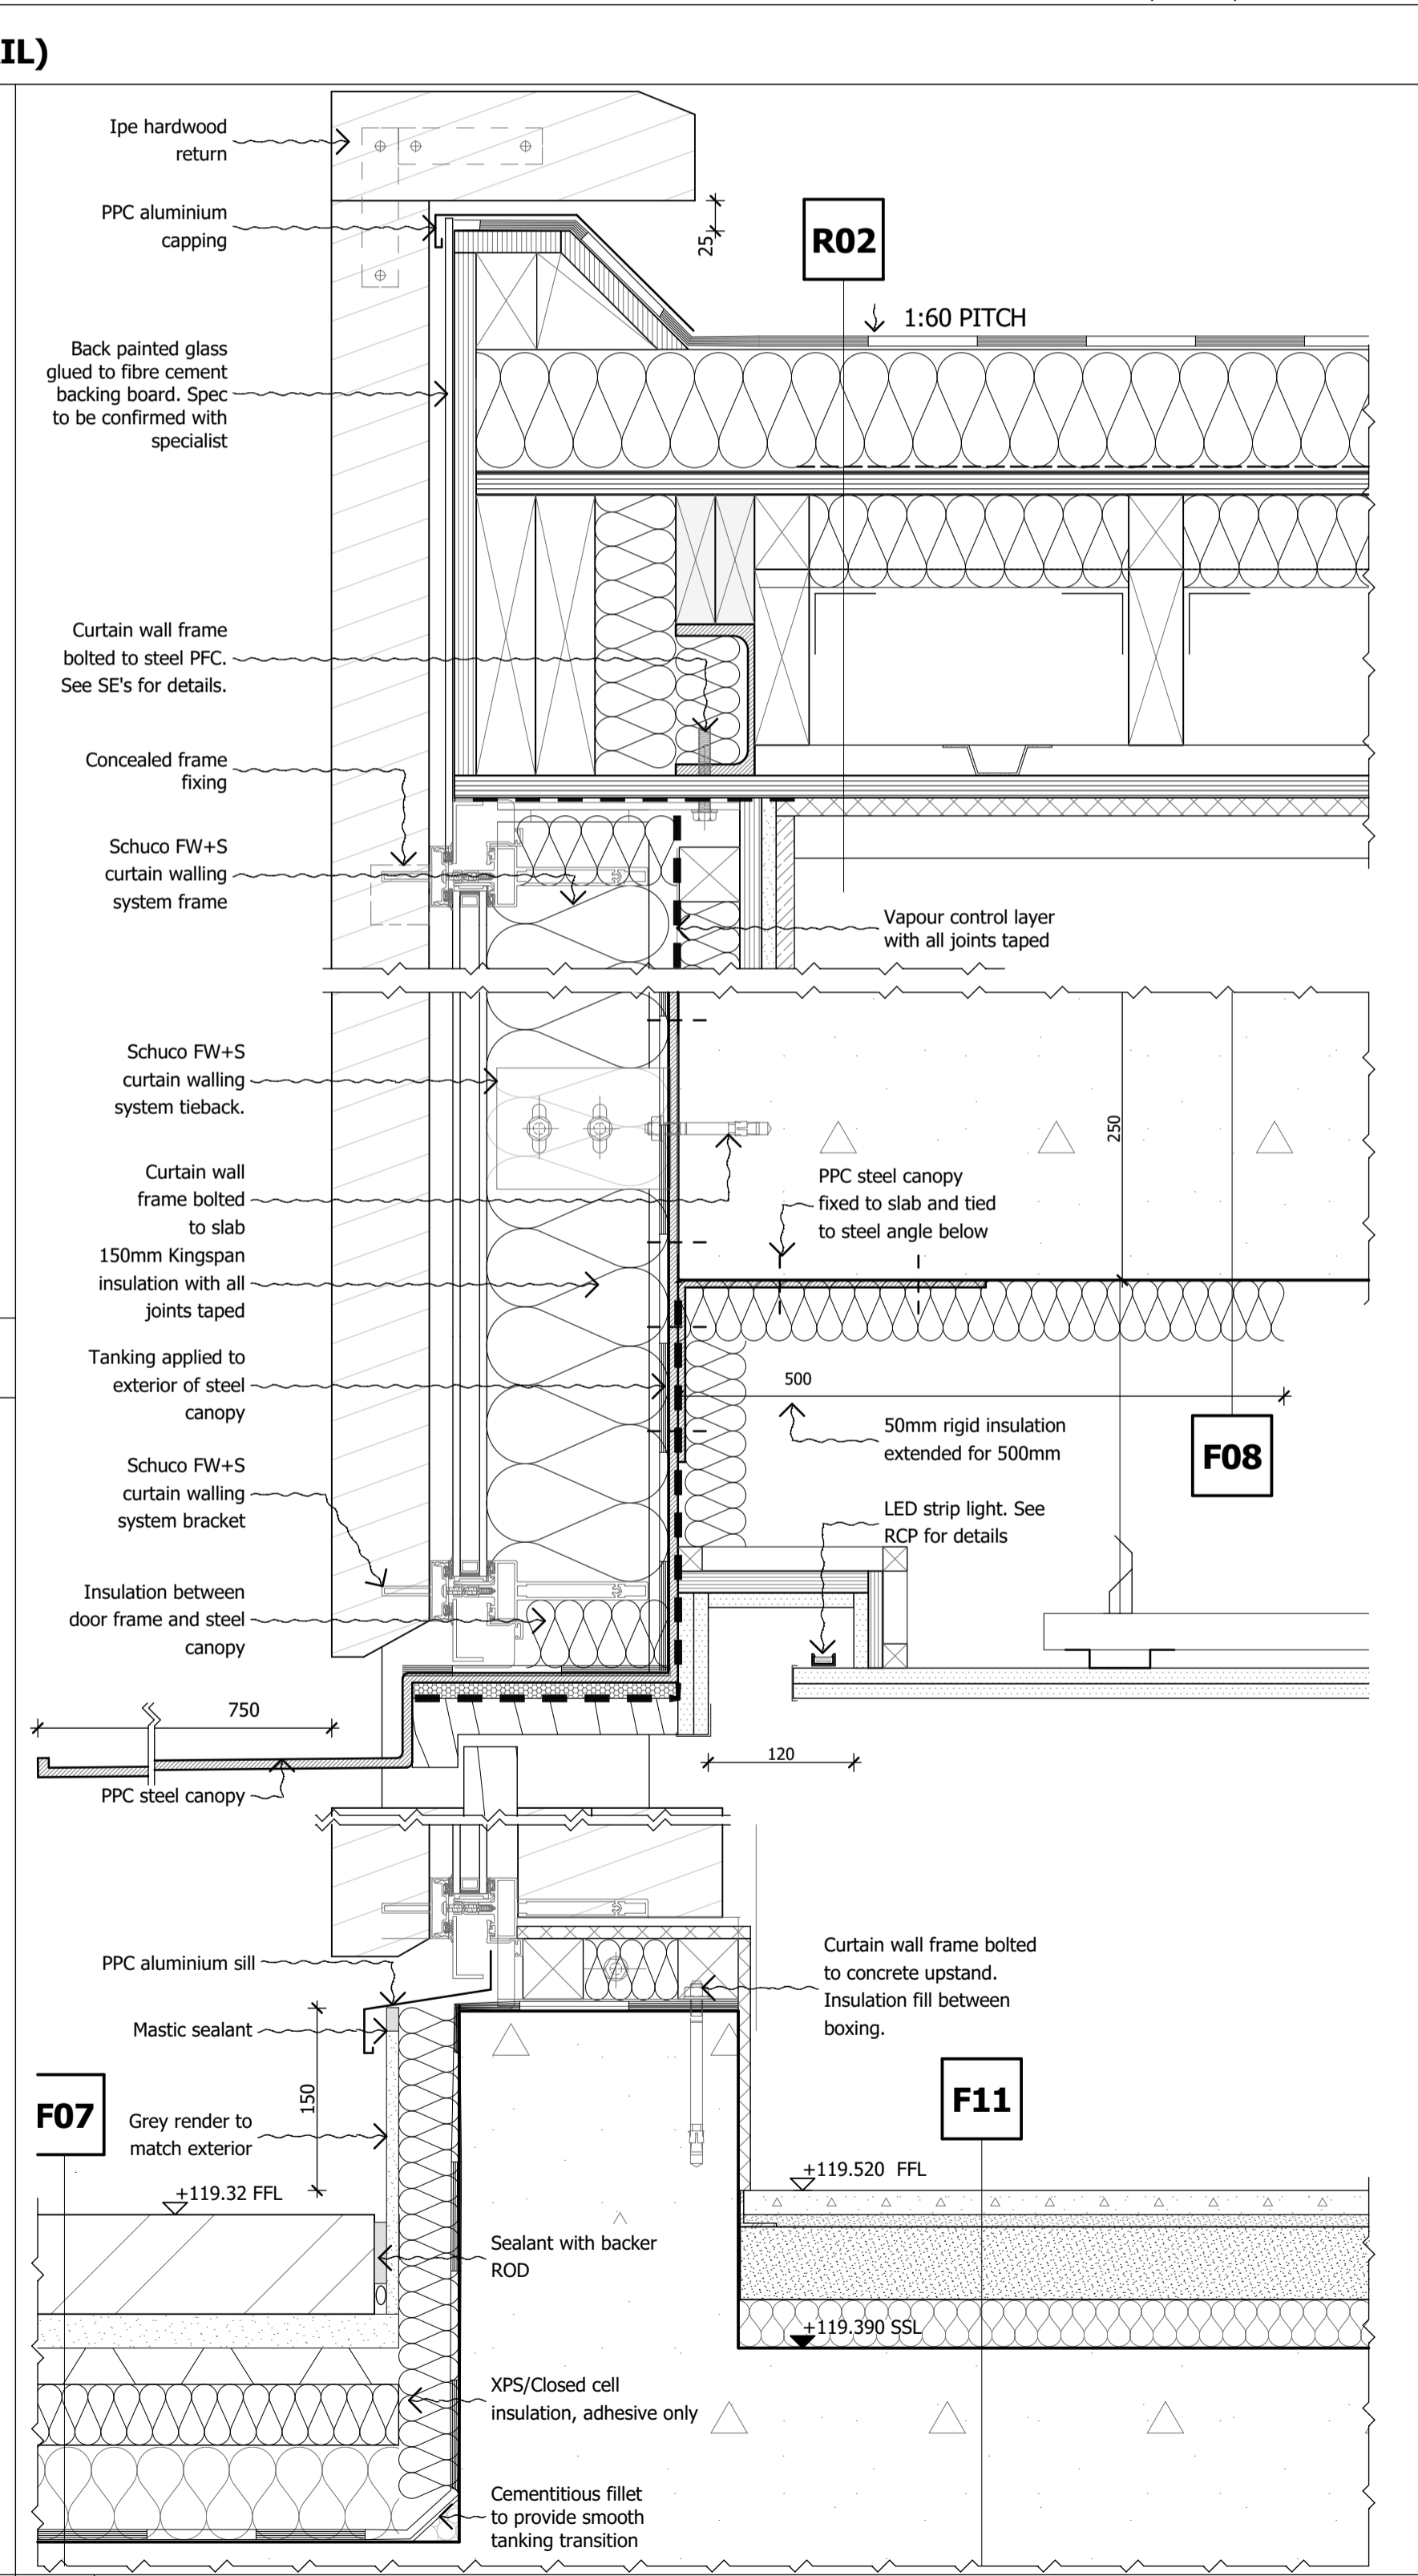 IL)
Ipe hardwood
return
PPC aluminium
capping
25
R02
1:60 PITCH
Back painted glass
glued to fibre cement
backing board. Spec
to be confirmed with
specialist
Curtain wall frame
bolted to steel PFC.
See SE's for details.
Concealed frame
fixing
Schuco FW+S
curtain walling
system frame
Vapour control layer
with all joints taped
Schuco FW+S
curtain walling
system tieback.
250
Curtain wall
frame bolted
to slab
PPC steel canopy
fixed to slab and tied
to steel angle below
150mm Kingspan
insulation with all
joints taped
Tanking applied to
exterior of steel
canopy
500
50mm rigid insulation
extended for 500mm
F08
Schuco FW+S
curtain walling
system bracket
LED strip light. See
RCP for details
Insulation between
door frame and steel
canopy
750
120
PPC steel canopy
PPC aluminium sill
Curtain wall frame bolted
to concrete upstand.
Insulation fill between
boxing.
Mastic sealant
150
F07
Grey render to
match exterior
F11
+119.520 FFL
+119.32 FFL
Sealant with backer
ROD
+119.390 SSL
XPS/Closed cell
insulation, adhesive only
Cementitious fillet
to provide smooth
tanking transition